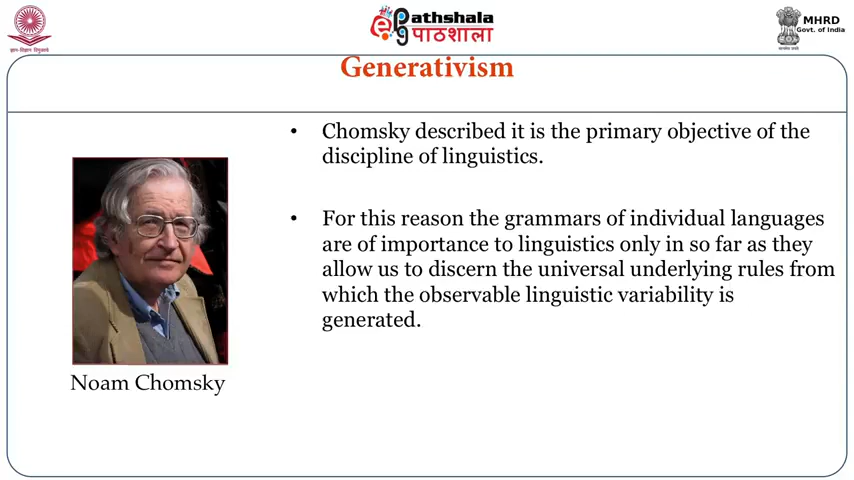 ePathshala
पाठशाला
MHRD
Govt. of India
Generativism
• Chomsky described it is the primary objective of the
discipline of linguistics.
• For this reason the grammars of individual languages
are of importance to linguistics only in so far as they
allow us to discern the universal underlying rules from
which the observable linguistic variability is
generated.
Noam Chomsky